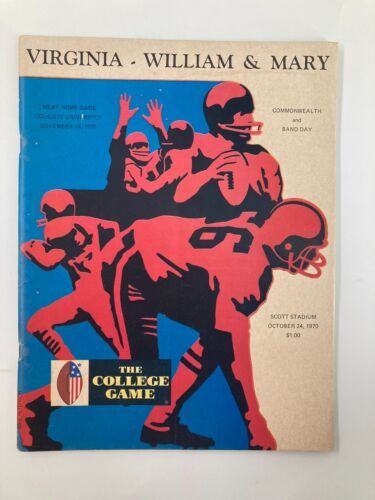 VIRGINIA - WILLIAM & MARY
NEXT HOME GAME
COLGATE UNIVERSITY
NOVEMBER 14, 1970
COMMONWEALTH
and
BAND DAY
SCOTT STADIUM
OCTOBER 24, 1970
$1.00
THE
COLLEGE
GAME